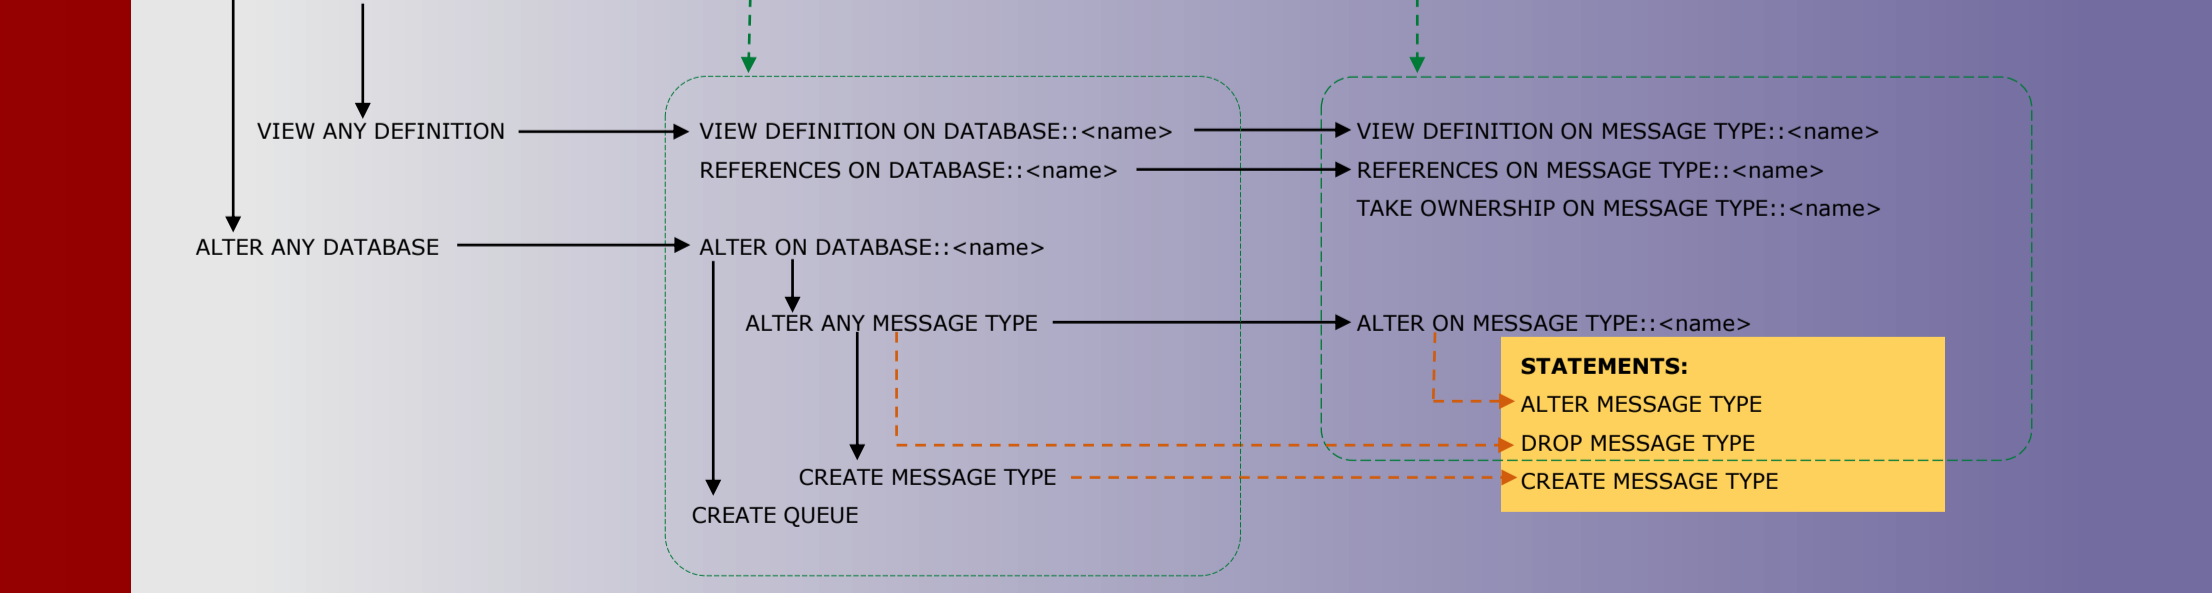 VIEW ANY DEFINITION
VIEW DEFINITION ON DATABASE::<name>
VIEW DEFINITION ON MESSAGE TYPE::<name>
REFERENCES ON DATABASE::<name>
REFERENCES ON MESSAGE TYPE::<name>
TAKE OWNERSHIP ON MESSAGE TYPE::<name>
ALTER ANY DATABASE
ALTER ON DATABASE::<name>
ALTER ANY MESSAGE TYPE
ALTER ON MESSAGE TYPE::<name>
STATEMENTS:
ALTER MESSAGE TYPE
DROP MESSAGE TYPE
CREATE MESSAGE TYPE
CREATE MESSAGE TYPE
CREATE QUEUE